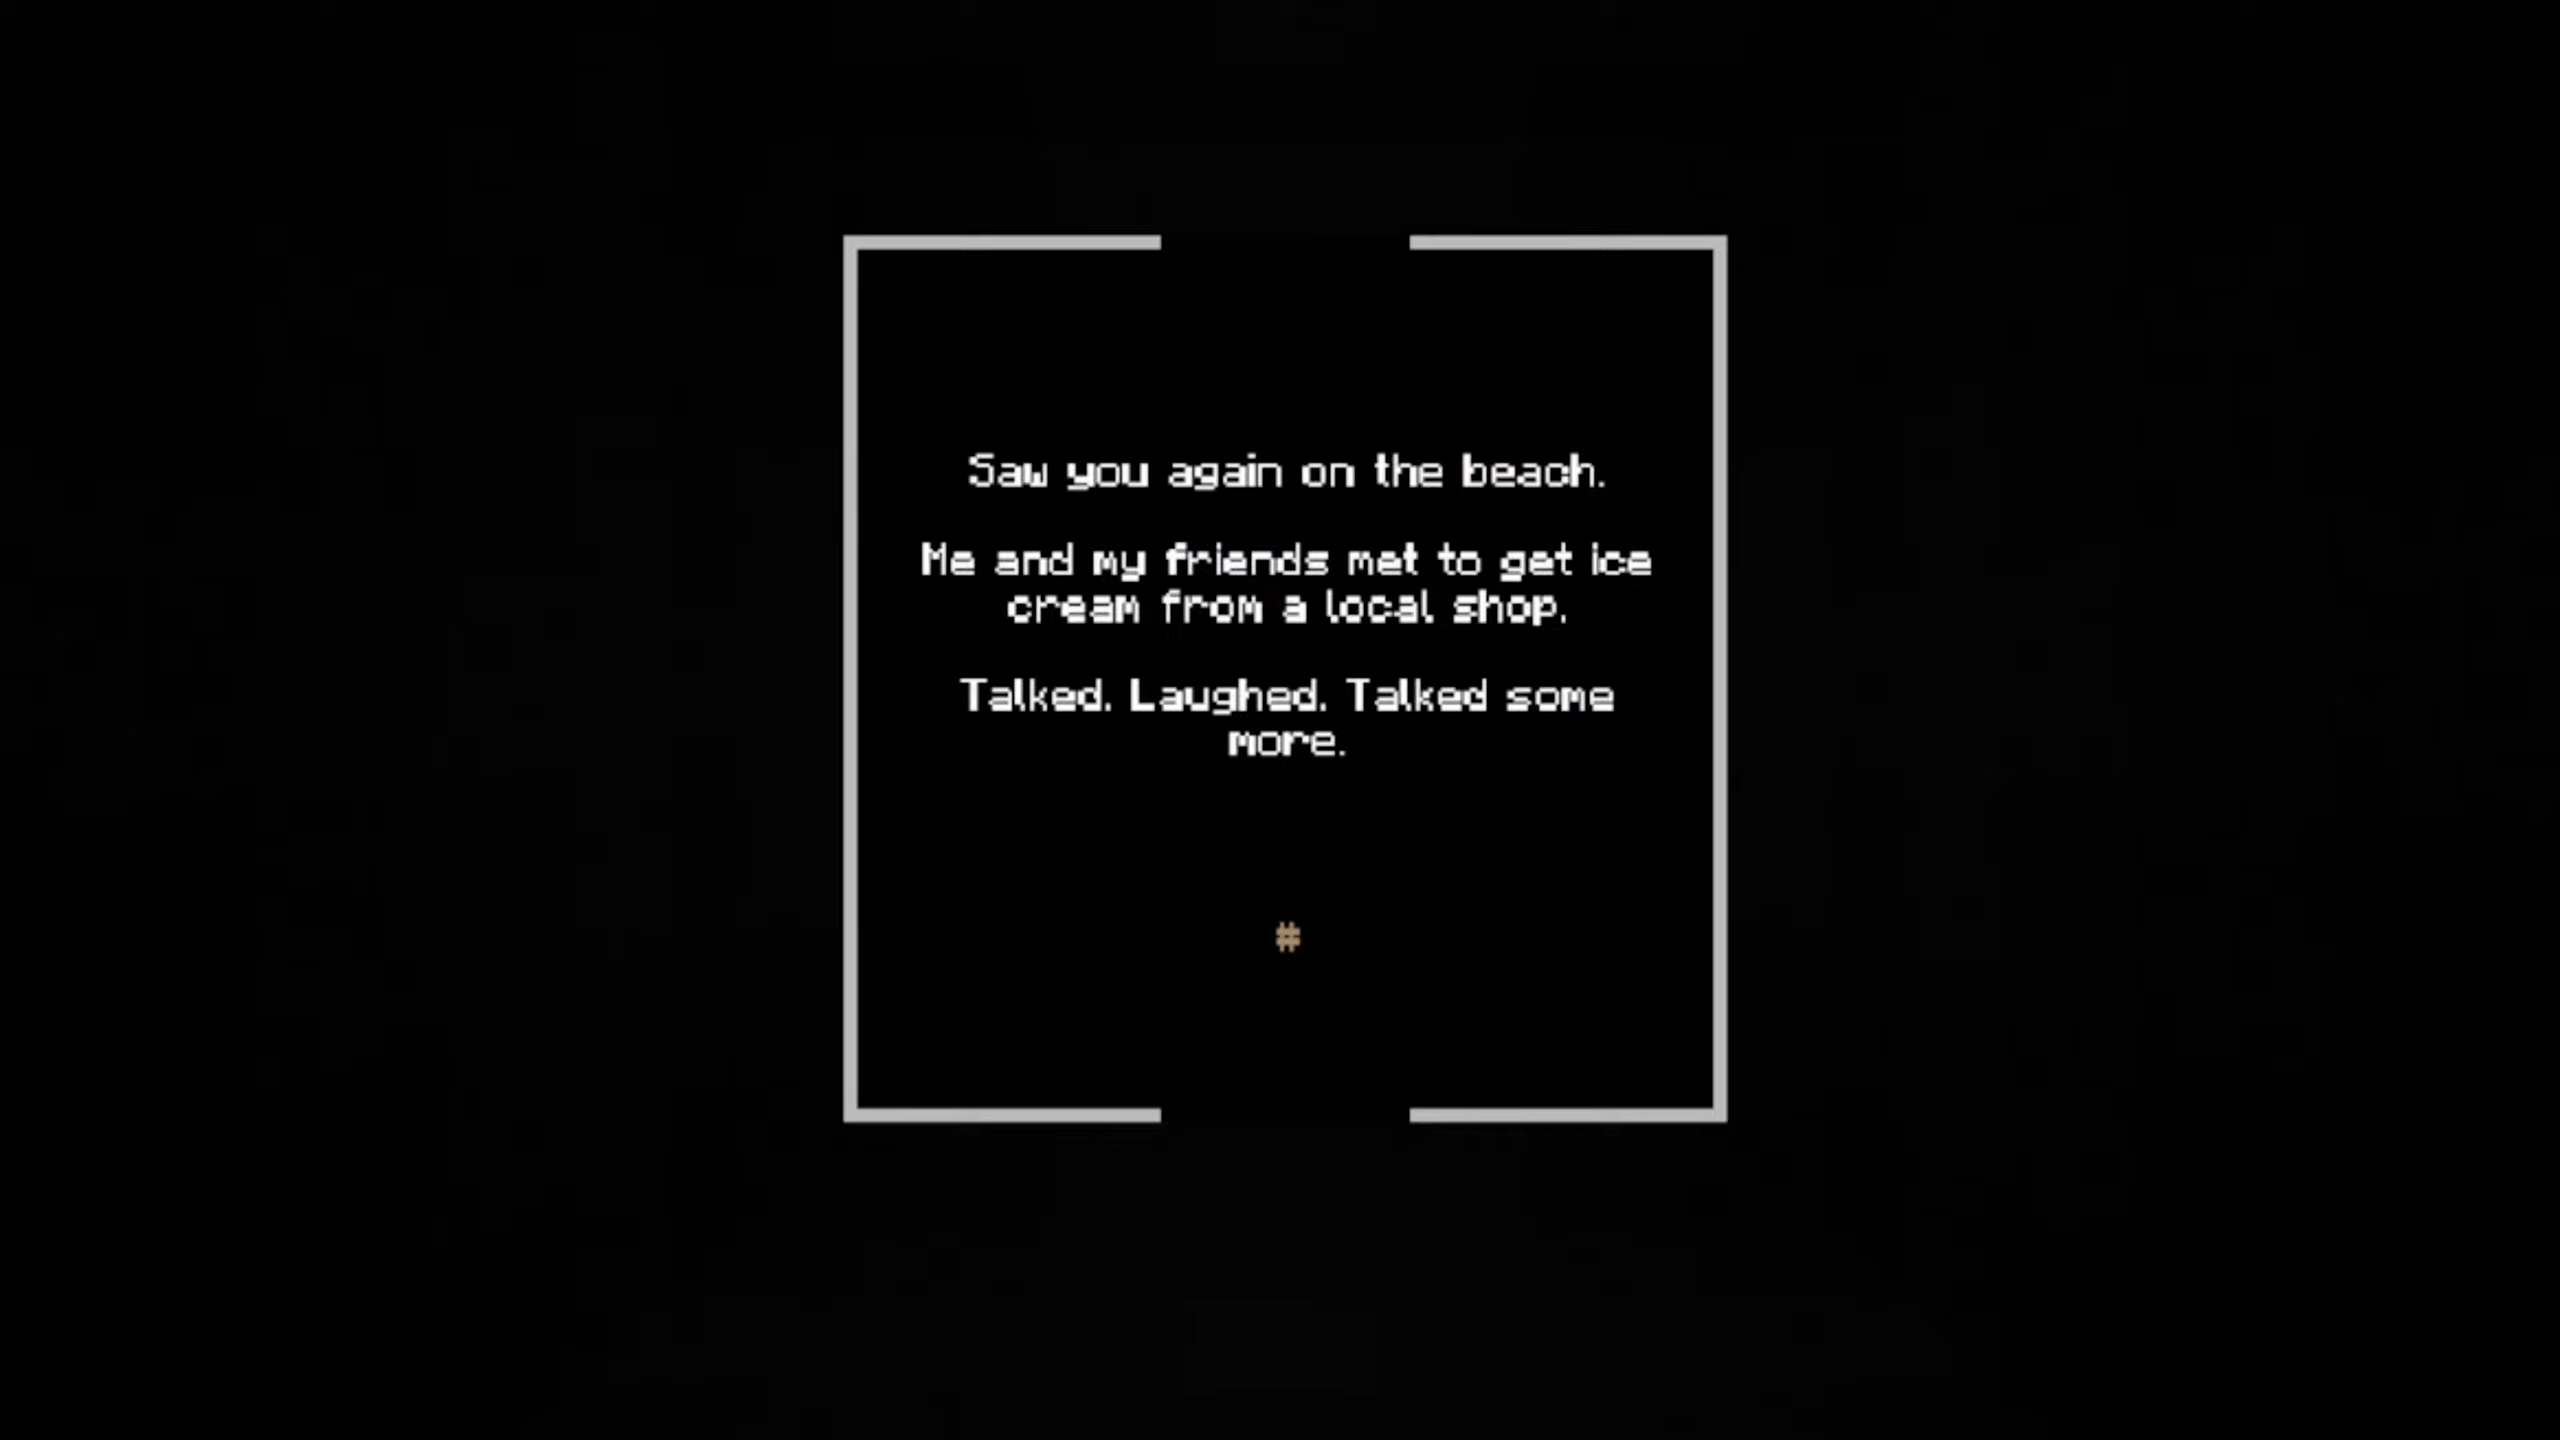 Saw you again on the beach.
Me and my friends met to get ice
cream from a local shop.
Talked. Laughed. Talked some
more.
#